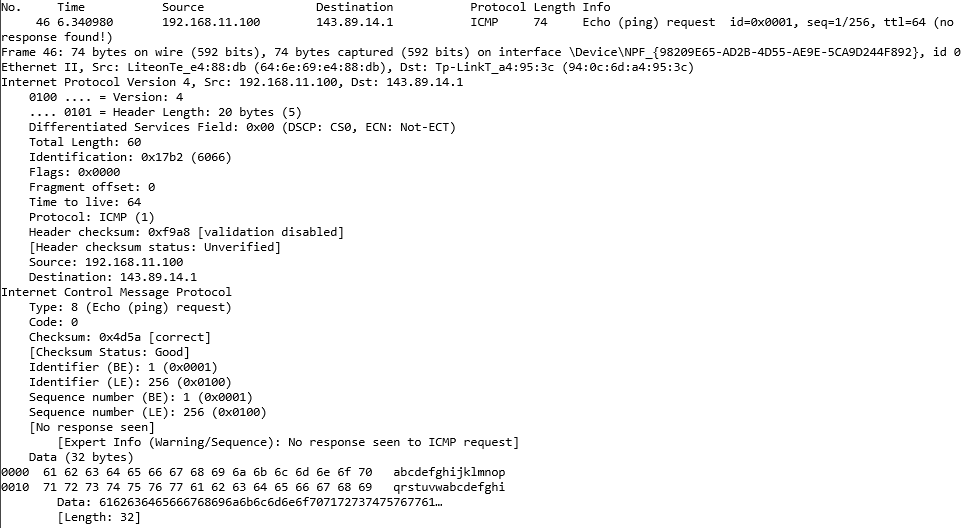 No. Time Source Destination Protocol Length Info
46 6.340980 192.168.11.100 143.89.14.1 ICMP 74 Echo (ping) request id=0x0001, seq=1/256, ttl=64 (no
response found!)
Frame 46: 74 bytes on wire (592 bits), 74 bytes captured (592 bits) on interface \Device\NPF_{98209E65-AD2B-4D55-AE9E-5CA9D244F892}, id 0
Ethernet II, Src: LiteonTe_e4:88:db (64:6e:69:e4:88:db), Dst: Tp-LinkT_a4:95:3c (94:0c:6d:a4:95:3c)
Internet Protocol Version 4, Src: 192.168.11.100, Dst: 143.89.14.1
0100 .... = Version: 4
.... 0101 = Header Length: 20 bytes (5)
Differentiated Services Field: 0x00 (DSCP: CS0, ECN: Not-ECT)
Total Length: 60
Identification: 0x17b2 (6066)
Flags: 0x0000
Fragment offset: 0
Time to live: 64
Protocol: ICMP (1)
Header checksum: 0xf9a8 [validation disabled]
[Header checksum status: Unverified]
Source: 192.168.11.100
Destination: 143.89.14.1
Internet Control Message Protocol
Type: 8 (Echo (ping) request)
Code: 0
Checksum: 0x4d5a [correct]
[Checksum Status: Good]
Identifier (BE): 1 (0x0001)
Identifier (LE): 256 (0x0100)
Sequence number (BE): 1 (0x0001)
Sequence number (LE): 256 (0x0100)
[No response seen]
[Expert Info (Warning/Sequence): No response seen to ICMP request]
Data (32 bytes)
0000 61 62 63 64 65 66 67 68 69 6a 6b 6c 6d 6e 6f 70 abcdefghijklmnop
0010 71 72 73 74 75 76 77 61 62 63 64 65 66 67 68 69 qrstuvwabcdefghi
Data: 6162636465666768696a6b6c6d6e6f707172737475767761…
[Length: 32]